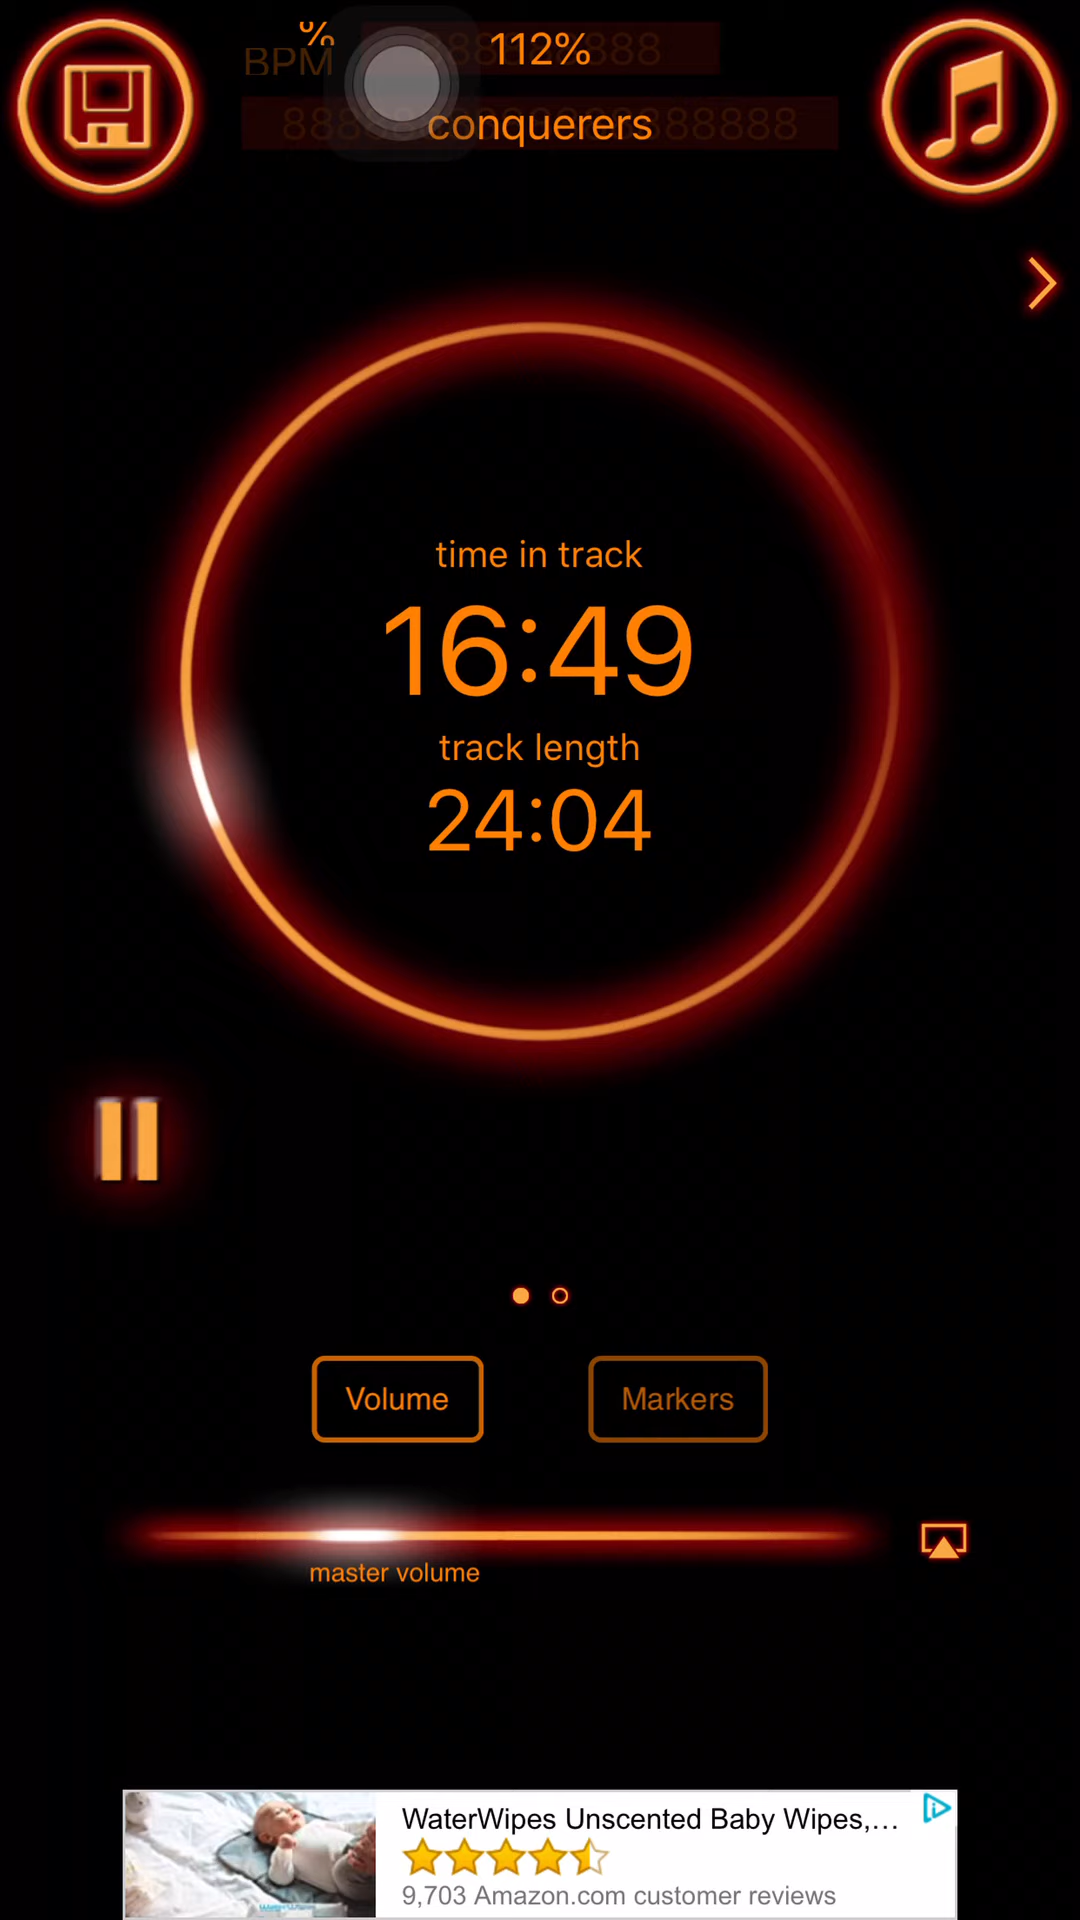 %
BPM
112%
conquerers
time in track
16:49
track length
24:04
Volume
Markers
master volume
WaterWipes Unscented Baby Wipes,...
9,703 Amazon.com customer reviews